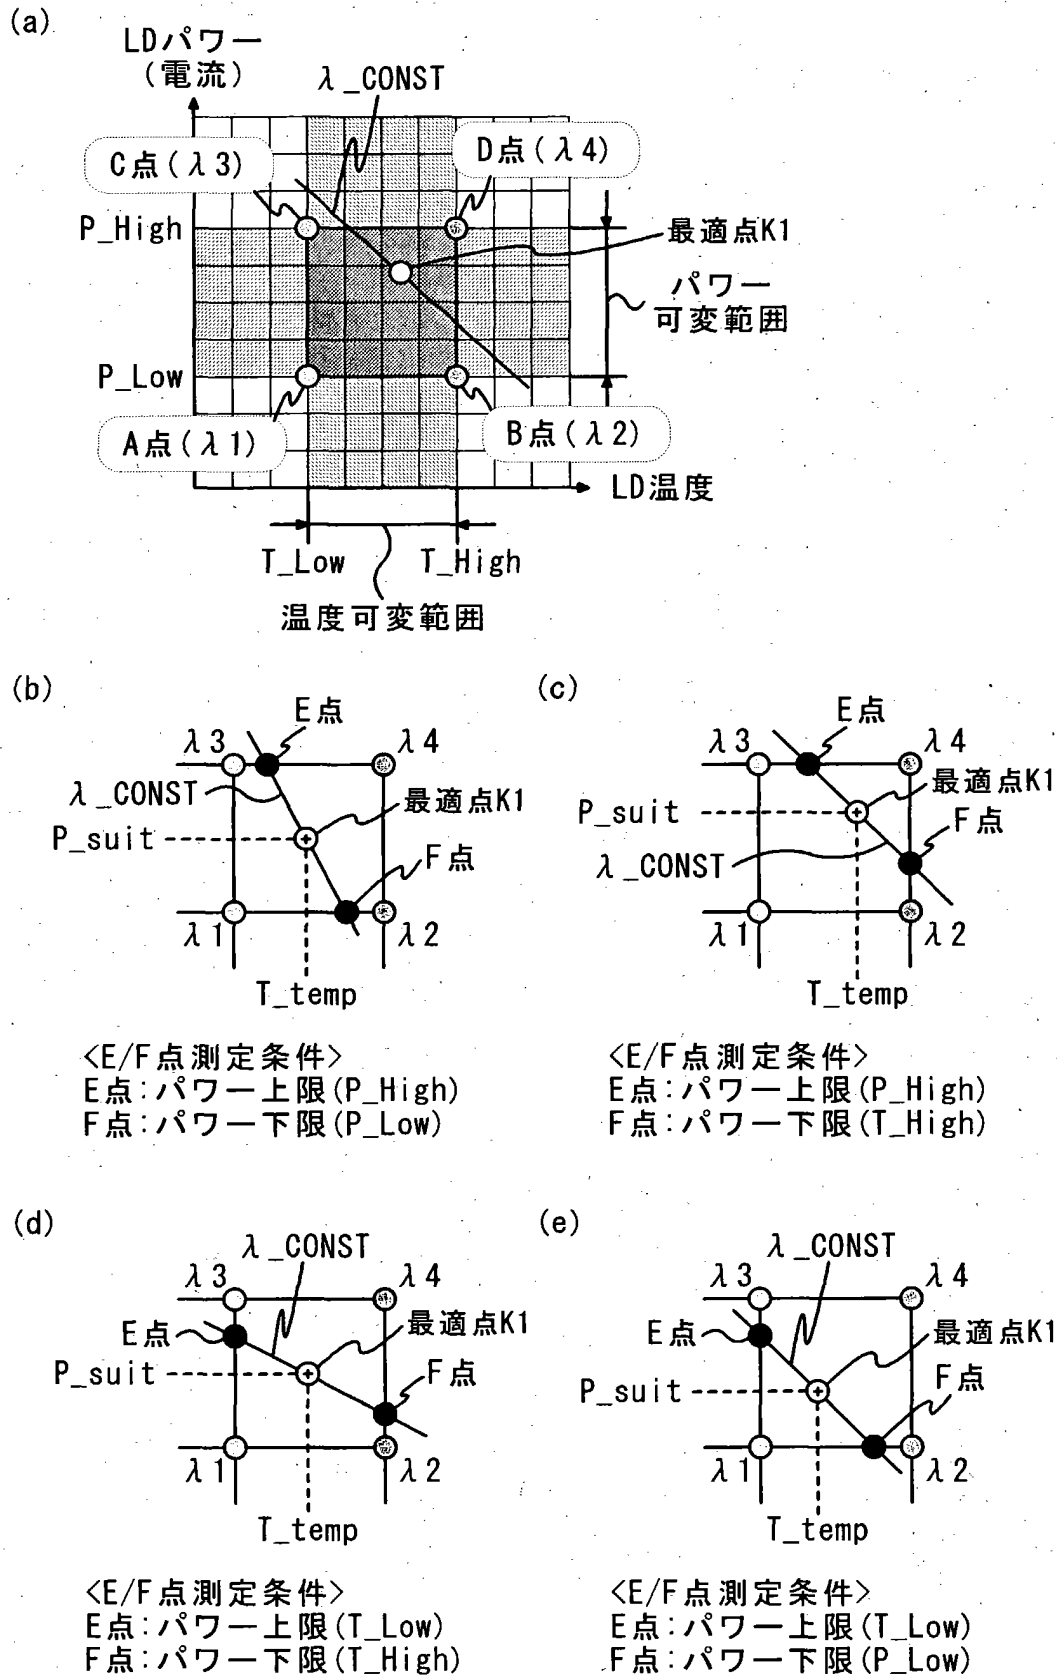 (a)
LDパワー
(電流)
λ_CONST
C点(λ3)
D点(λ4)
P_High
最適点K1
パワー
可変範囲
P_Low
A点(λ1)
B点(λ2)
LD温度
T_Low
T_High
温度可変範囲
(b)
E点
λ3
λ4
λ_CONST
最適点K1
P_suit
F点
λ1
λ2
T_temp
<E/F点測定条件>
E点:パワー上限(P_High)
F点:パワー下限(P_Low)
(c)
E点
λ3
λ4
最適点K1
P_suit
F点
λ_CONST
λ1
λ2
T_temp
<E/F点測定条件>
E点:パワー上限(P_High)
F点:パワー下限(T_High)
(d)
λ_CONST
λ3
λ4
E点
最適点K1
P_suit
F点
λ1
λ2
T_temp
<E/F点測定条件>
E点:パワー上限(T_Low)
F点:パワー下限(T_High)
(e)
λ_CONST
λ3
λ4
E点
最適点K1
P_suit
F点
λ1
λ2
T_temp
<E/F点測定条件>
E点:パワー上限(T_Low)
F点:パワー下限(P_Low)